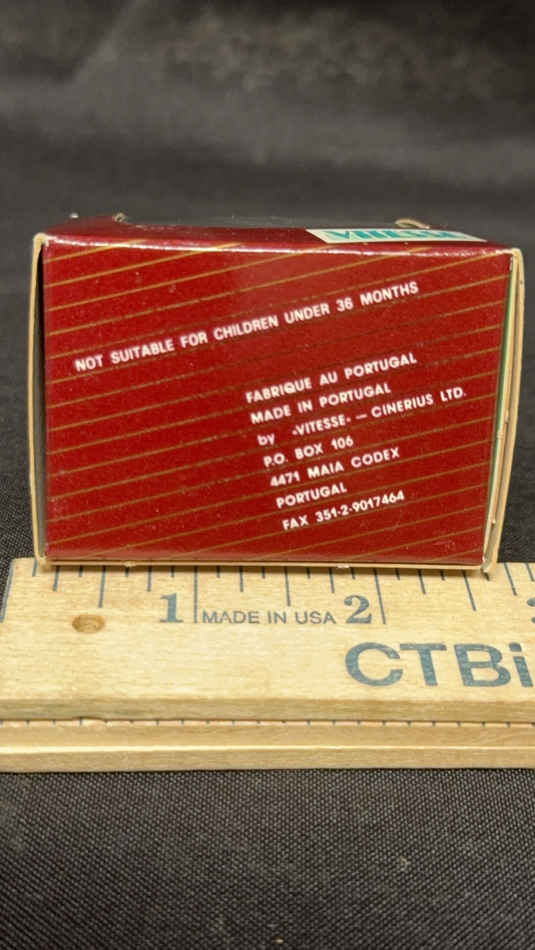 VITESSE
NOT SUITABLE FOR CHILDREN UNDER 36 MONTHS
FABRIQUE AU PORTUGAL
MADE IN PORTUGAL
by «VITESSE» — CINERIUS LTD.
P.O. BOX 106
4471 MAIA CODEX
PORTUGAL
FAX 351-2-9017464
1 MADE IN USA 2
CTBi